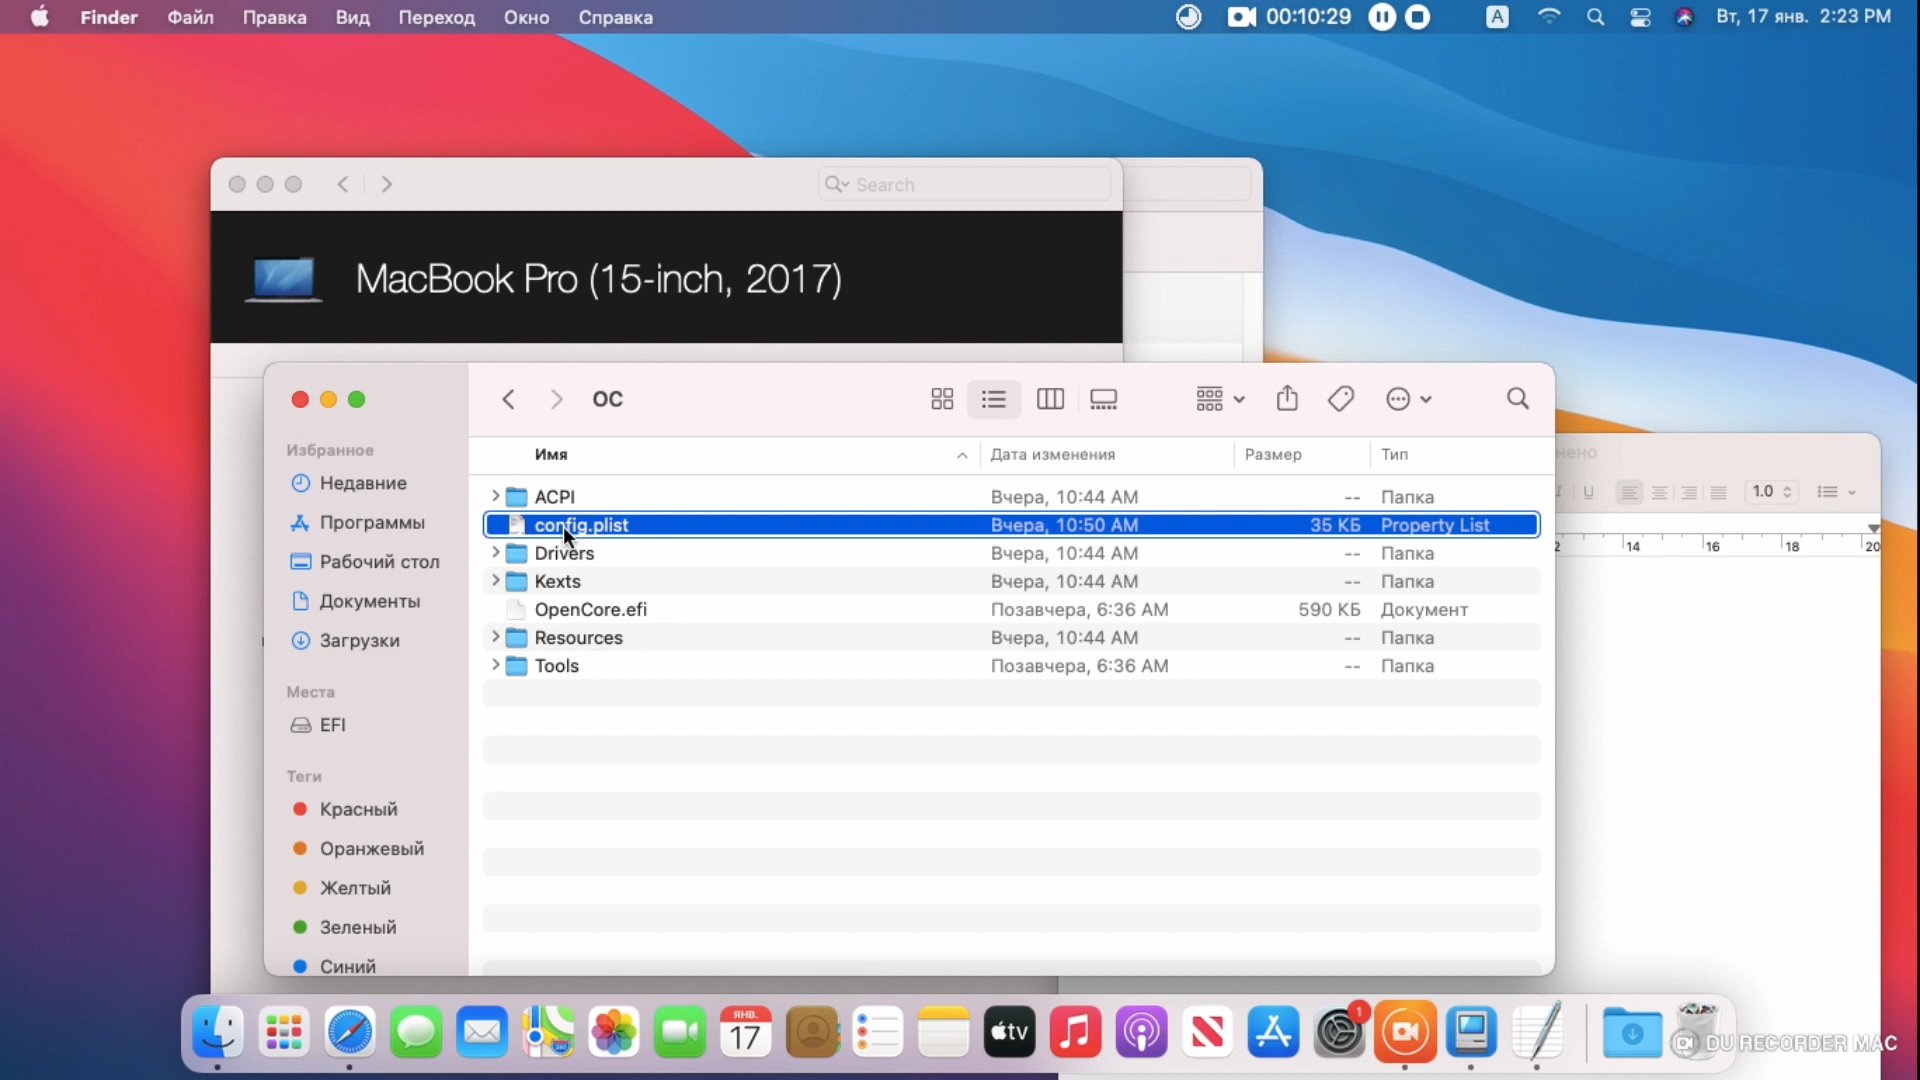 Finder Файл Правка Вид Переход Окно Справка 00:10:29 A Вт, 17 янв. 2:23 PM
Search
MacBook Pro (15-inch, 2017)
OC
Избранное
Недавние
Программы
Рабочий стол
Документы
Загрузки
Места
EFI
Теги
Красный
Оранжевый
Желтый
Зеленый
Синий
Имя Дата изменения Размер Тип
ACPI Вчера, 10:44 AM -- Папка
config.plist Вчера, 10:50 AM 35 КБ Property List
Drivers Вчера, 10:44 AM -- Папка
Kexts Вчера, 10:44 AM -- Папка
OpenCore.efi Позавчера, 6:36 AM 590 КБ Документ
Resources Вчера, 10:44 AM -- Папка
Tools Позавчера, 6:36 AM -- Папка
нено
I U 1.0
2 14 16 18 20
ЯНВ.
17
tv
1
DU RECORDER MAC